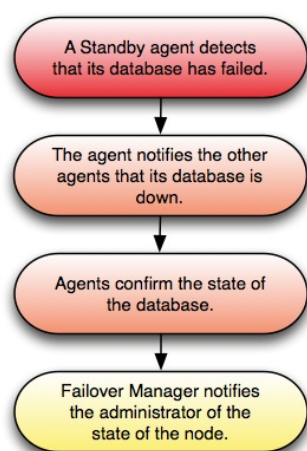 A Standby agent detects
that its database has failed.
The agent notifies the other
agents that its database is
down.
Agents confirm the state of
the database.
Failover Manager notifies
the administrator of the
state of the node.